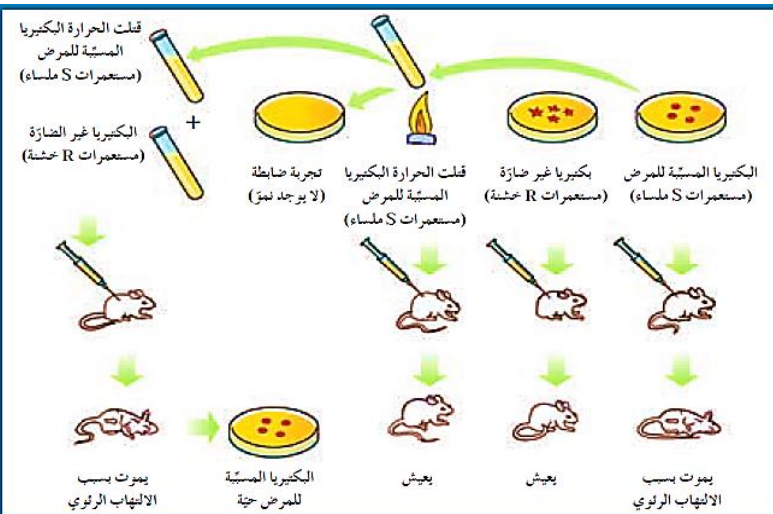 قتلت الحرارة البكتيريا
المسبّبة للمرض
(مستعمرات S ملساء)
+
البكتيريا غير الضارّة
(مستعمرات R خشنة)
البكتيريا المسبّبة للمرض
(مستعمرات S ملساء)
بكتيريا غير ضارّة
(مستعمرات R خشنة)
قتلت الحرارة البكتيريا
المسبّبة للمرض
(مستعمرات S ملساء)
تجربة ضابطة
(لا يوجد نموّ)
يموت بسبب
الالتهاب الرئوي
يعيش
يعيش
البكتيريا المسبّبة
للمرض حيّة
يموت بسبب
الالتهاب الرئوي